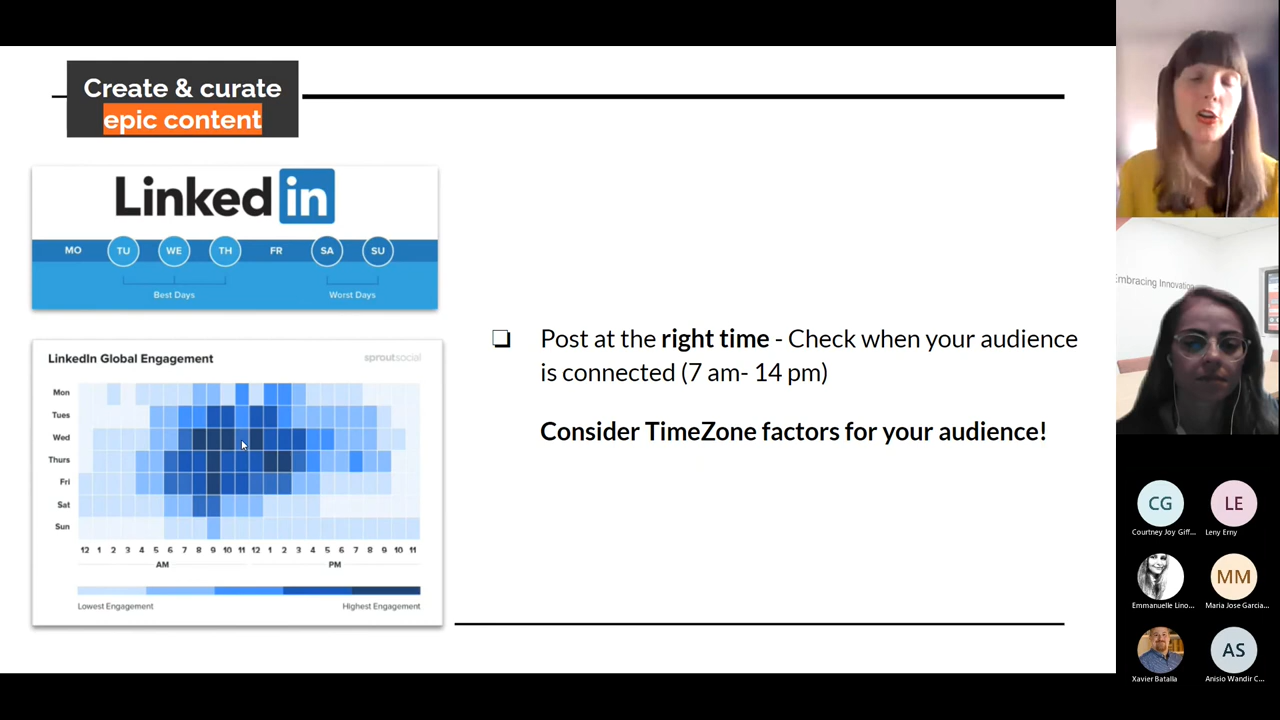 Create & curate
epic content
Linked in
MO TU WE TH FR SA SU
Best Days Worst Days
LinkedIn Global Engagement
sproutsocial
Mon
Tues
Wed
Thurs
Fri
Sat
Sun
12 1 2 3 4 5 6 7 8 9 10 11 12 1 2 3 4 5 6 7 8 9 10 11
AM PM
Lowest Engagement Highest Engagement
❏ Post at the right time - Check when your audience
is connected (7 am- 14 pm)
Consider TimeZone factors for your audience!
Embracing Innovation
CG LE
Courtney Joy Giff... Leny Erny
MM
Emmanuelle Lino... Maria Jose Garcia...
AS
Xavier Batalla Anisio Wandir C...